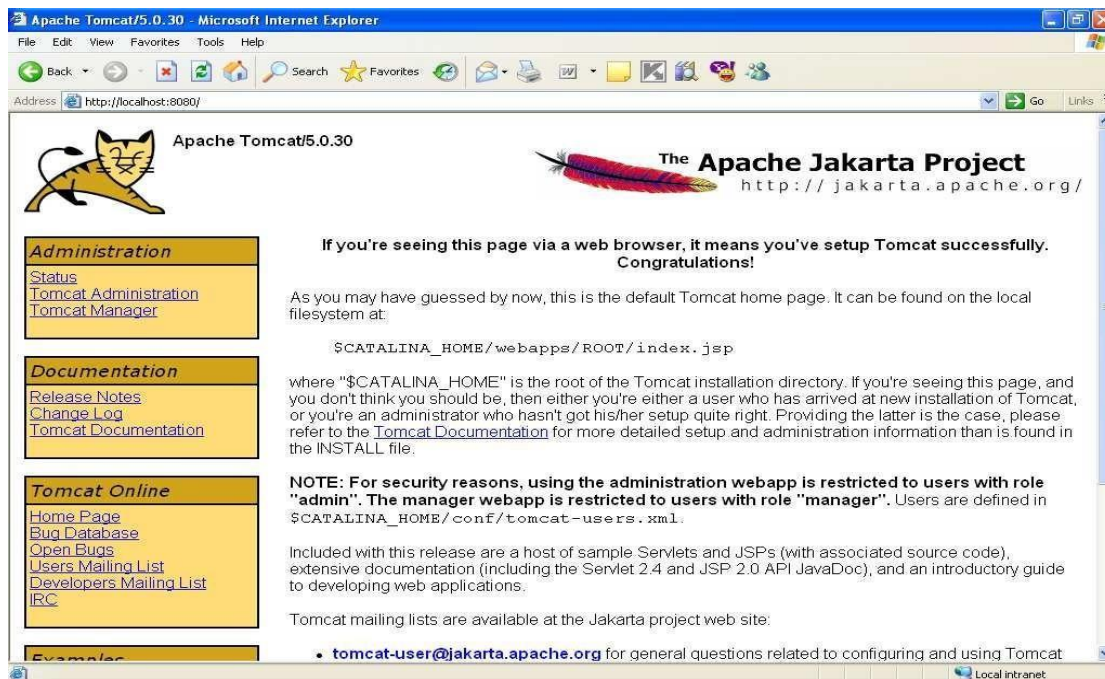 Apache Tomcat/5.0.30 - Microsoft Internet Explorer
File Edit View Favorites Tools Help
Back Search Favorites
Address http://localhost:8080/ Go Links
Apache Tomcat/5.0.30
The Apache Jakarta Project
http://jakarta.apache.org/
Administration
Status
Tomcat Administration
Tomcat Manager
Documentation
Release Notes
Change Log
Tomcat Documentation
Tomcat Online
Home Page
Bug Database
Open Bugs
Users Mailing List
Developers Mailing List
IRC
Examples
If you're seeing this page via a web browser, it means you've setup Tomcat successfully.
Congratulations!
As you may have guessed by now, this is the default Tomcat home page. It can be found on the local
filesystem at:
$CATALINA_HOME/webapps/ROOT/index.jsp
where "$CATALINA_HOME" is the root of the Tomcat installation directory. If you're seeing this page, and
you don't think you should be, then either you're either a user who has arrived at new installation of Tomcat,
or you're an administrator who hasn't got his/her setup quite right. Providing the latter is the case, please
refer to the Tomcat Documentation for more detailed setup and administration information than is found in
the INSTALL file.
NOTE: For security reasons, using the administration webapp is restricted to users with role
"admin". The manager webapp is restricted to users with role "manager". Users are defined in
$CATALINA_HOME/conf/tomcat-users.xml.
Included with this release are a host of sample Servlets and JSPs (with associated source code),
extensive documentation (including the Servlet 2.4 and JSP 2.0 API JavaDoc), and an introductory guide
to developing web applications.
Tomcat mailing lists are available at the Jakarta project web site:
• tomcat-user@jakarta.apache.org for general questions related to configuring and using Tomcat
Local intranet